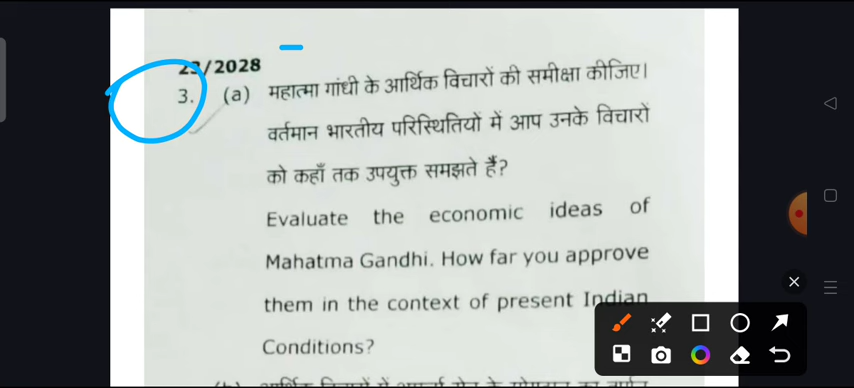 23/2028
3. (a) महात्मा गांधी के आर्थिक विचारों की समीक्षा कीजिए।
वर्तमान भारतीय परिस्थितियों में आप उनके विचारों
को कहाँ तक उपयुक्त समझते हैं?
Evaluate the economic ideas of
Mahatma Gandhi. How far you approve
them in the context of present Indian
Conditions?